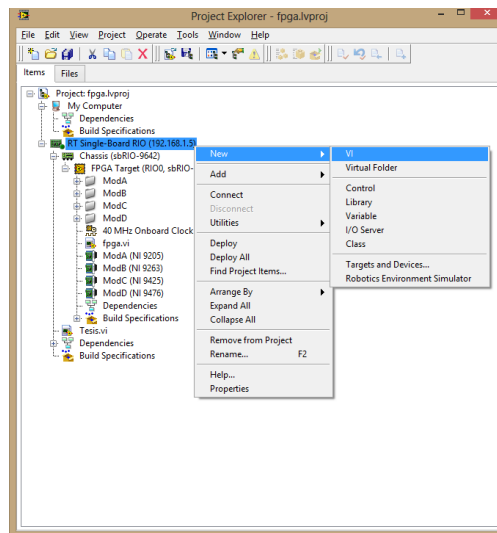 Project Explorer - fpga.lvproj
File Edit View Project Operate Tools Window Help
Items Files
Project: fpga.lvproj
My Computer
Dependencies
Build Specifications
RT Single-Board RIO (192.168.1.5)
Chassis (sbRIO-9642)
FPGA Target (RIO0, sbRIO-
ModA
ModB
ModC
ModD
40 MHz Onboard Clock
fpga.vi
ModA (NI 9205)
ModB (NI 9263)
ModC (NI 9425)
ModD (NI 9476)
Dependencies
Build Specifications
Tesis.vi
Dependencies
Build Specifications
New
Add
Connect
Disconnect
Utilities
Deploy
Deploy All
Find Project Items...
Arrange By
Expand All
Collapse All
Remove from Project
Rename... F2
Help...
Properties
VI
Virtual Folder
Control
Library
Variable
I/O Server
Class
Targets and Devices...
Robotics Environment Simulator